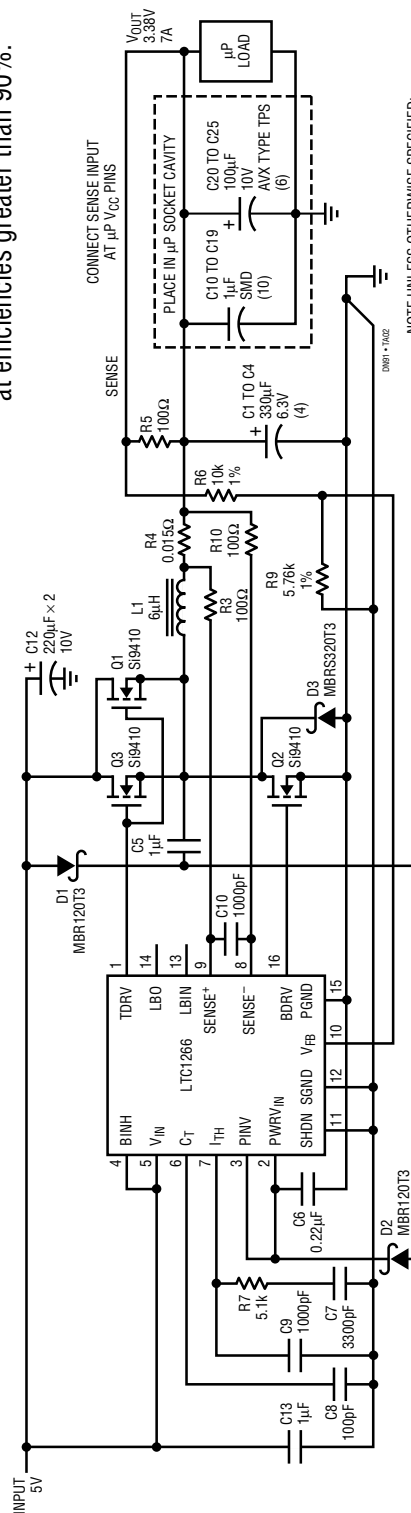 at efficiencies greater than 90%.
INPUT
5V
C13
1µF
C8
100pF
C9
1000pF
R7
5.1k
C7
3300pF
C6
0.22µF
D2
MBR120T3
4
5
6
7
3
2
BINH
VIN
CT
ITH
PINV
PWRVIN
LTC1266
SHDN
SGND
VFB
PGND
11
12
10
15
TDRV
LBO
LBIN
SENSE+
SENSE–
BDRV
1
14
13
9
8
16
D1
MBR120T3
C5
1µF
C10
1000pF
Q3
Si9410
Q1
Si9410
Q2
Si9410
D3
MBRS320T3
C12
220µF × 2
10V
+
L1
6µH
R4
0.015Ω
R3
100Ω
R10
100Ω
R9
5.76k
1%
R6
10k
1%
R5
100Ω
SENSE
CONNECT SENSE INPUT
AT µP VCC PINS
+
C1 TO C4
330µF
6.3V
(4)
PLACE IN µP SOCKET CAVITY
C10 TO C19
1µF
SMD
(10)
+
C20 TO C25
100µF
10V
AVX TYPE TPS
(6)
VOUT
3.38V
7A
µP
LOAD
DN91 • TA02